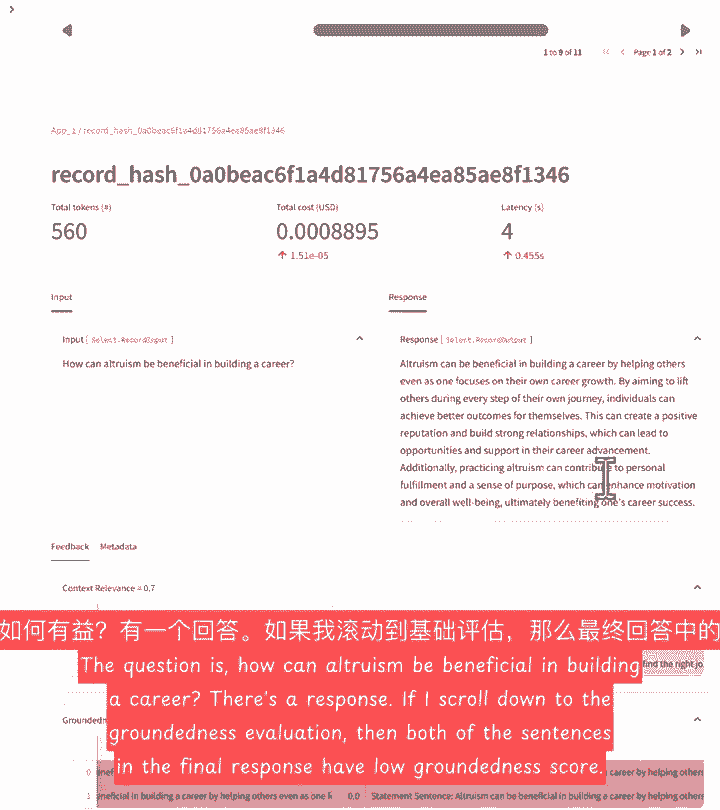 1 to 9 of 11
Page 1 of 2
App_1 / record_hash_0a0beac6f1a4d81756a4ea85ae8f1346
record_hash_0a0beac6f1a4d81756a4ea85ae8f1346
Total tokens (#)
Total cost (USD)
Latency (s)
560
0.0008895
4
↑ 1.51e-05
↑ 0.455s
Input
Response
Input [ Select.RecordInput ]
Response [ Select.RecordOutput ]
How can altruism be beneficial in building a career?
Altruism can be beneficial in building a career by helping others
even as one focuses on their own career growth. By aiming to lift
others during every step of their own journey, individuals can
achieve better outcomes for themselves. This can create a positive
reputation and build strong relationships, which can lead to
opportunities and support in their career advancement.
Additionally, practicing altruism can contribute to personal
fulfillment and a sense of purpose, which can enhance motivation
and overall well-being, ultimately benefiting one's career success.
Feedback
Metadata
Context Relevance = 0.7
如何有益？有一个回答。如果我滚动到基础评估，那么最终回答中的
The question is, how can altruism be beneficial in building
find the right jo
a career? There's a response. If I scroll down to the
Groundedn
groundedness evaluation, then both of the sentences
in the final response have low groundedness score.
0
career by helping others
eneficial in building a career by helping others even as one f
0.0
Statement Sentence: Altruism can be beneficial in building a career by helping others